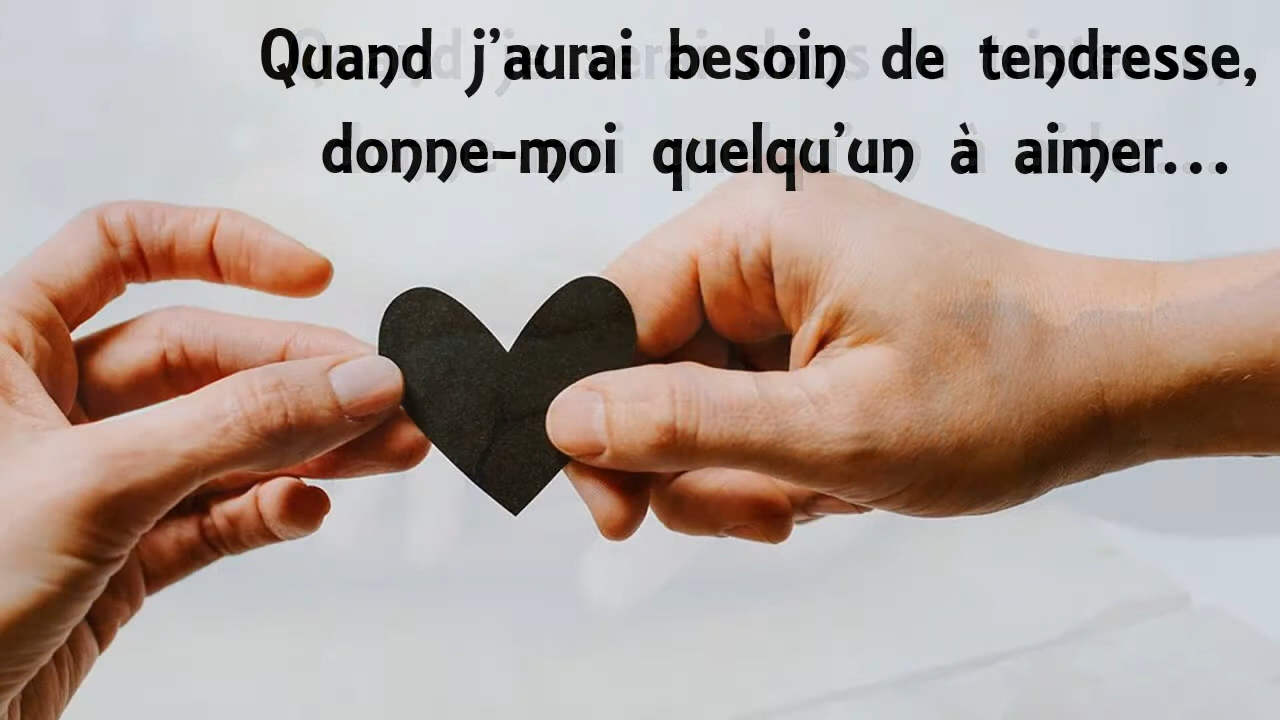 Quand j’aurai besoin de tendresse,
donne-moi quelqu’un à aimer...